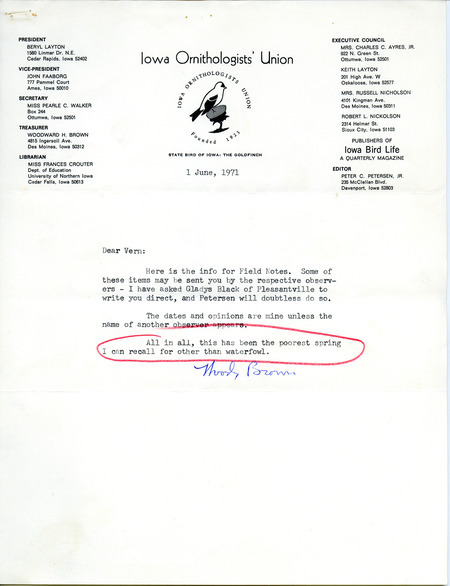 PRESIDENT
BERYL LAYTON
1560 Linmar Dr. N.E.
Cedar Rapids, Iowa 52402
VICE-PRESIDENT
JOHN FAABORG
777 Pammel Court
Ames, Iowa 50010
SECRETARY
MISS PEARLE C. WALKER
Box 244
Ottumwa, Iowa 52501
TREASURER
WOODWARD H. BROWN
4815 Ingersoll Ave.
Des Moines, Iowa 50312
LIBRARIAN
MISS FRANCES CROUTER
Dept. of Education
University of Northern Iowa
Cedar Falls, Iowa 50613
Iowa Ornithologists' Union
IOWA ORNITHOLOGISTS UNION
Founded 1923
STATE BIRD OF IOWA: THE GOLDFINCH
EXECUTIVE COUNCIL
MRS. CHARLES C. AYRES, JR.
622 N. Green St.
Ottumwa, Iowa 52501
KEITH LAYTON
201 High Ave. W
Oskaloosa, Iowa 52577
MRS. RUSSELL NICHOLSON
4101 Kingman Ave.
Des Moines, Iowa 50311
ROBERT L. NICKOLSON
2314 Helmer St.
Sioux City, Iowa 51103
PUBLISHERS OF
Iowa Bird Life
A QUARTERLY MAGAZINE
EDITOR
PETER C. PETERSEN, JR.
235 McClellan Blvd.
Davenport, Iowa 52803
1 June, 1971
Dear Vern:
Here is the info for Field Notes. Some of
these items may be sent you by the respective observ-
ers - I have asked Gladys Black of Pleasantville to
write you direct, and Petersen will doubtless do so.
The dates and opinions are mine unless the
name of another observer appears.
All in all, this has been the poorest spring
I can recall for other than waterfowl.
Woody Brown